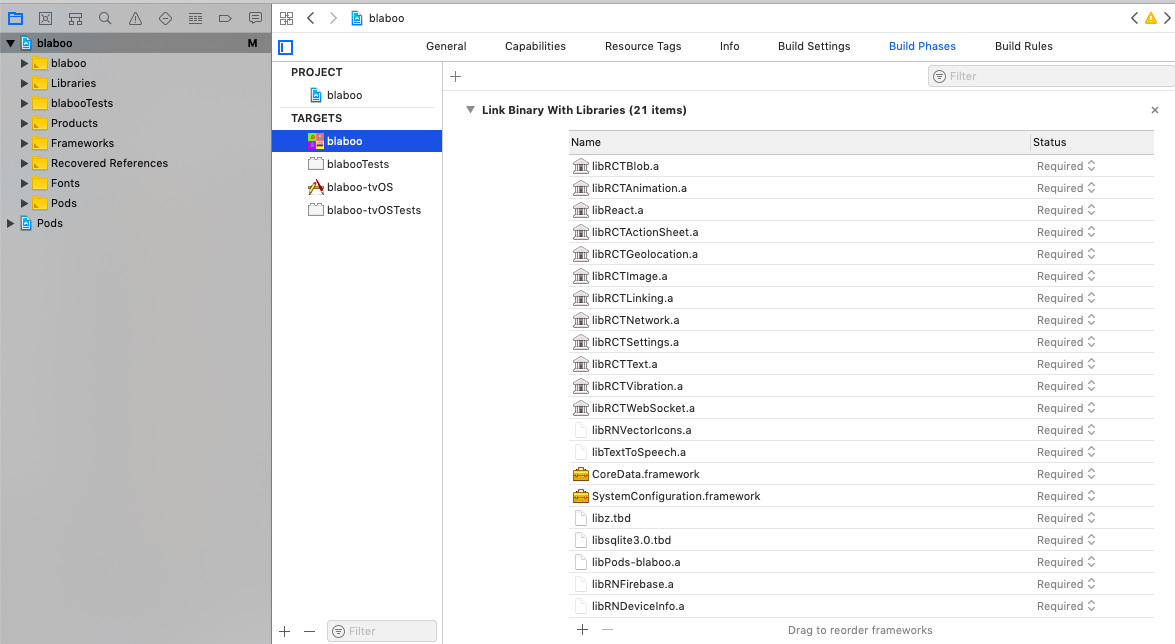 blaboo
blaboo M
blaboo
Libraries
blabooTests
Products
Frameworks
Recovered References
Fonts
Pods
Pods
General Capabilities Resource Tags Info Build Settings Build Phases Build Rules
PROJECT
blaboo
TARGETS
blaboo
blabooTests
blaboo-tvOS
blaboo-tvOSTests
Filter
Filter
Link Binary With Libraries (21 items)
Name Status
libRCTBlob.a Required
libRCTAnimation.a Required
libReact.a Required
libRCTActionSheet.a Required
libRCTGeolocation.a Required
libRCTImage.a Required
libRCTLinking.a Required
libRCTNetwork.a Required
libRCTSettings.a Required
libRCTText.a Required
libRCTVibration.a Required
libRCTWebSocket.a Required
libRNVectorIcons.a Required
libTextToSpeech.a Required
CoreData.framework Required
SystemConfiguration.framework Required
libz.tbd Required
libsqlite3.0.tbd Required
libPods-blaboo.a Required
libRNFirebase.a Required
libRNDeviceInfo.a Required
Drag to reorder frameworks